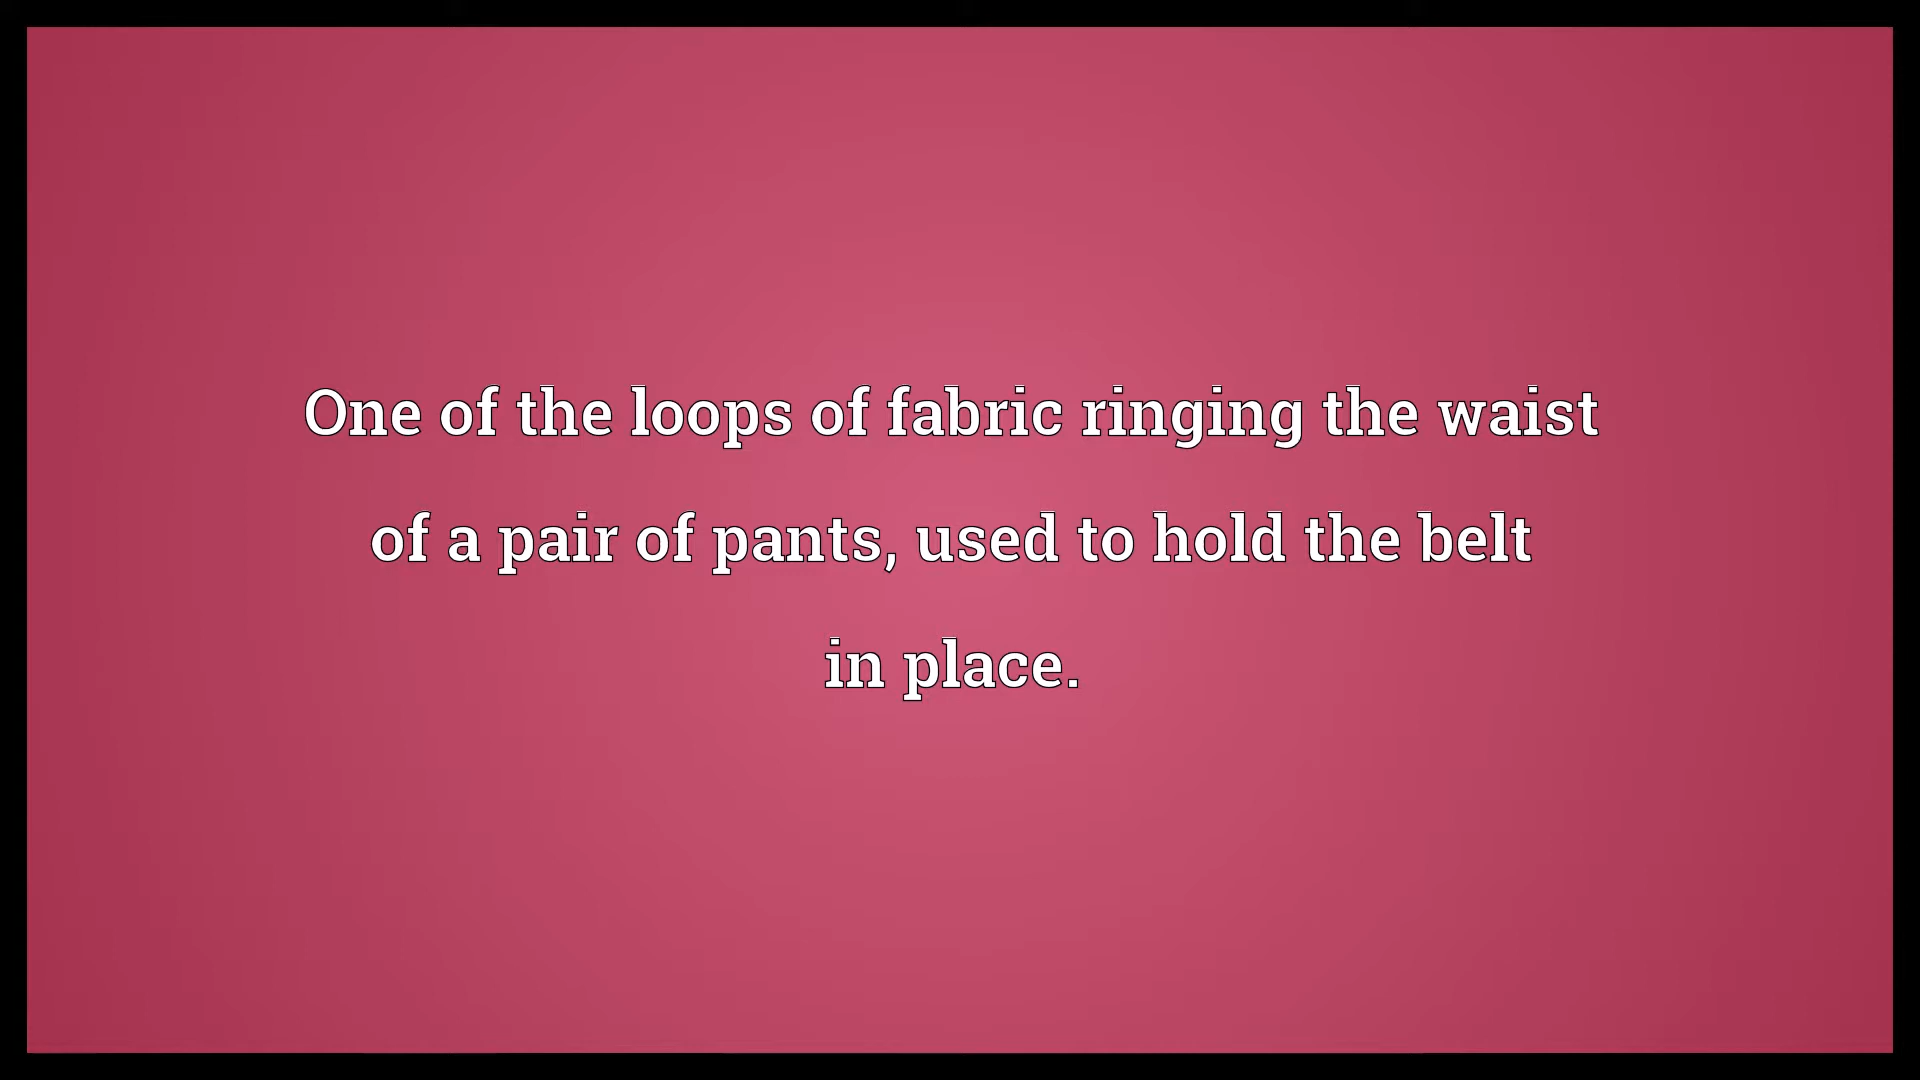 One of the loops of fabric ringing the waist
of a pair of pants, used to hold the belt
in place.